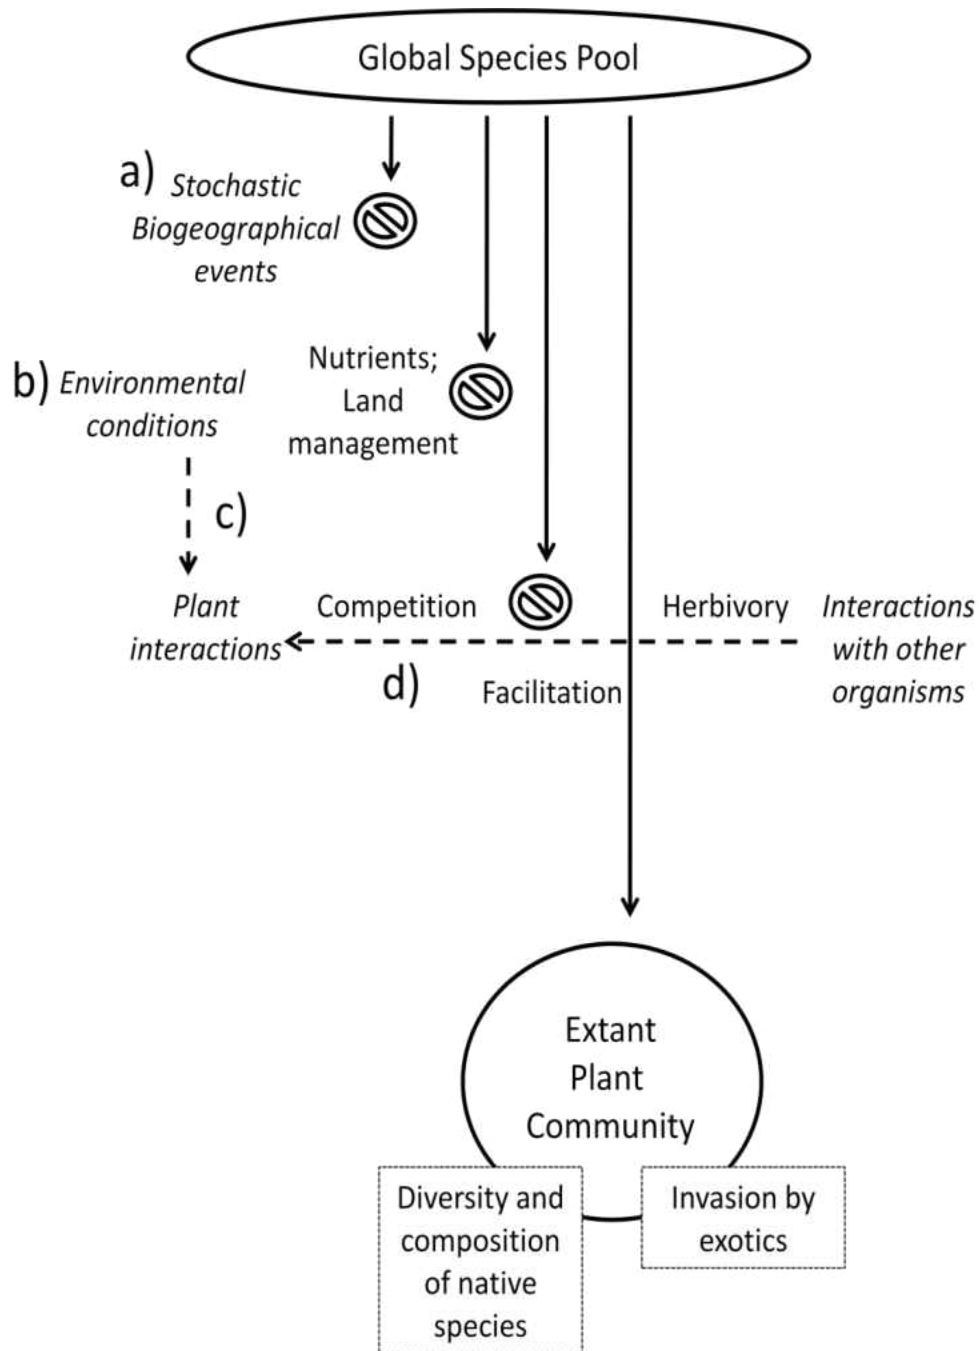 Global Species Pool
a) Stochastic
Biogeographical
events
Nutrients;
Land
management
b) Environmental
conditions
c)
Plant
interactions
Competition
Herbivory
Interactions
with other
organisms
d)
Facilitation
Extant
Plant
Community
Diversity and
composition
of native
species
Invasion by
exotics